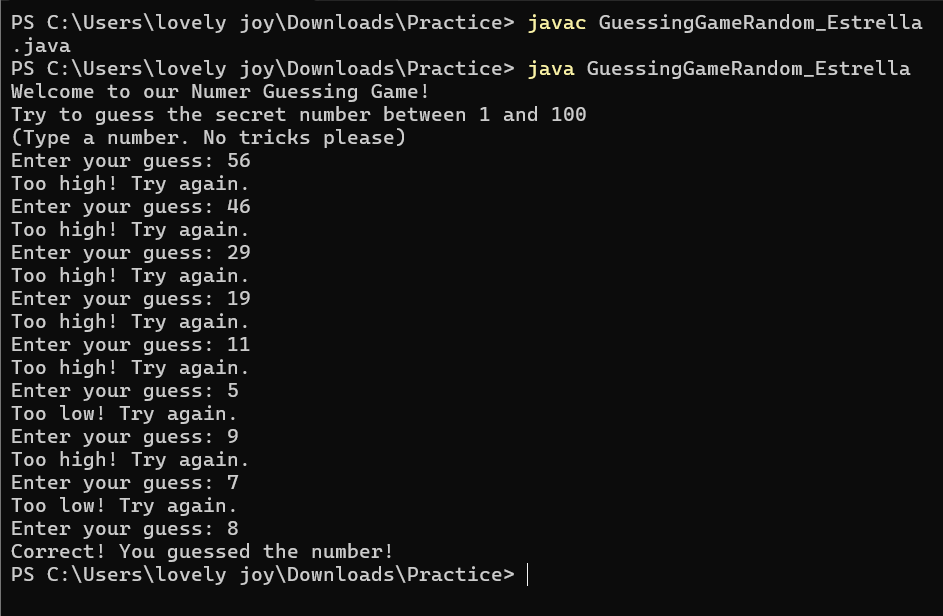 PS C:\Users\lovely joy\Downloads\Practice> javac GuessingGameRandom_Estrella
.java
PS C:\Users\lovely joy\Downloads\Practice> java GuessingGameRandom_Estrella
Welcome to our Numer Guessing Game!
Try to guess the secret number between 1 and 100
(Type a number. No tricks please)
Enter your guess: 56
Too high! Try again.
Enter your guess: 46
Too high! Try again.
Enter your guess: 29
Too high! Try again.
Enter your guess: 19
Too high! Try again.
Enter your guess: 11
Too high! Try again.
Enter your guess: 5
Too low! Try again.
Enter your guess: 9
Too high! Try again.
Enter your guess: 7
Too low! Try again.
Enter your guess: 8
Correct! You guessed the number!
PS C:\Users\lovely joy\Downloads\Practice>